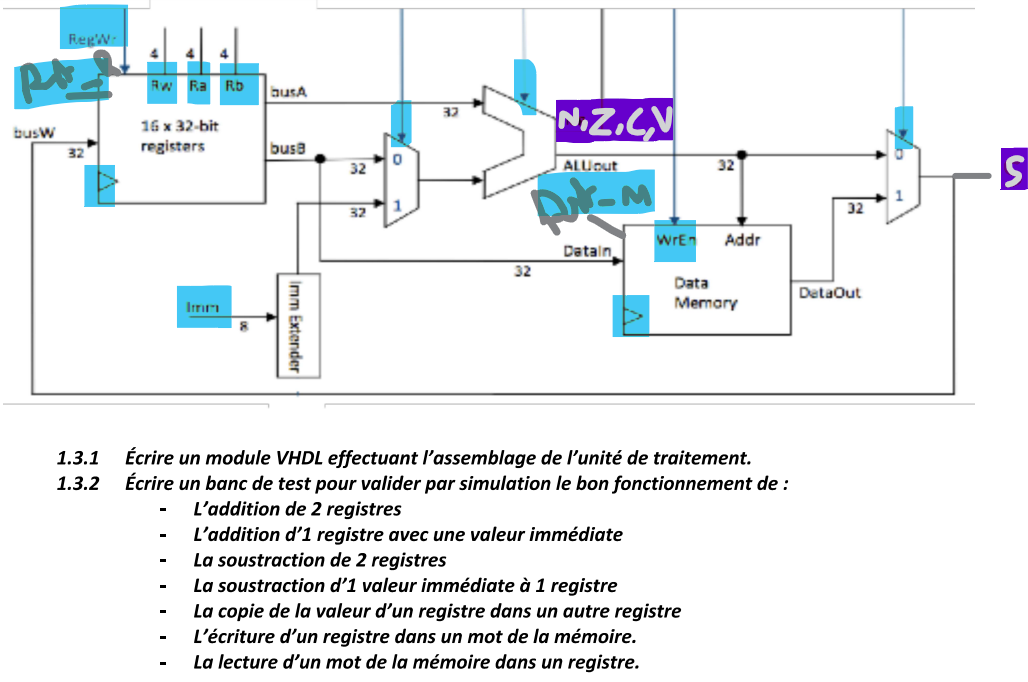 RegWr
4 4 4
Rst_R
Rw Ra Rb
busA
32
N,Z,C,V
16 x 32-bit
registers
busW
32
busB
32
0
1
32
ALUout
32
0
1
32
S
Rst_M
WrEn Addr
DataIn
32
Data
Memory
DataOut
Imm
8
Imm Extender
1.3.1 Écrire un module VHDL effectuant l’assemblage de l’unité de traitement.
1.3.2 Écrire un banc de test pour valider par simulation le bon fonctionnement de :
- L’addition de 2 registres
- L’addition d’1 registre avec une valeur immédiate
- La soustraction de 2 registres
- La soustraction d’1 valeur immédiate à 1 registre
- La copie de la valeur d’un registre dans un autre registre
- L’écriture d’un registre dans un mot de la mémoire.
- La lecture d’un mot de la mémoire dans un registre.